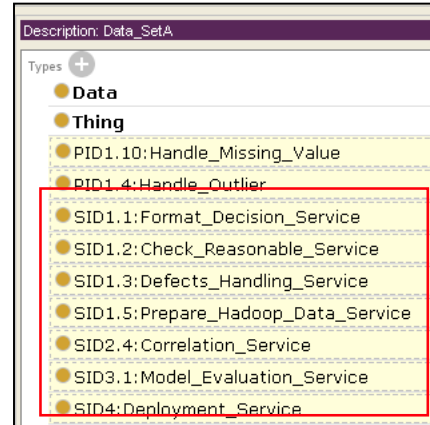 Description: Data_SetA
Types
Data
Thing
PID1.10:Handle_Missing_Value
PID1.4:Handle_Outlier
SID1.1:Format_Decision_Service
SID1.2:Check_Reasonable_Service
SID1.3:Defects_Handling_Service
SID1.5:Prepare_Hadoop_Data_Service
SID2.4:Correlation_Service
SID3.1:Model_Evaluation_Service
SID4:Deployment_Service